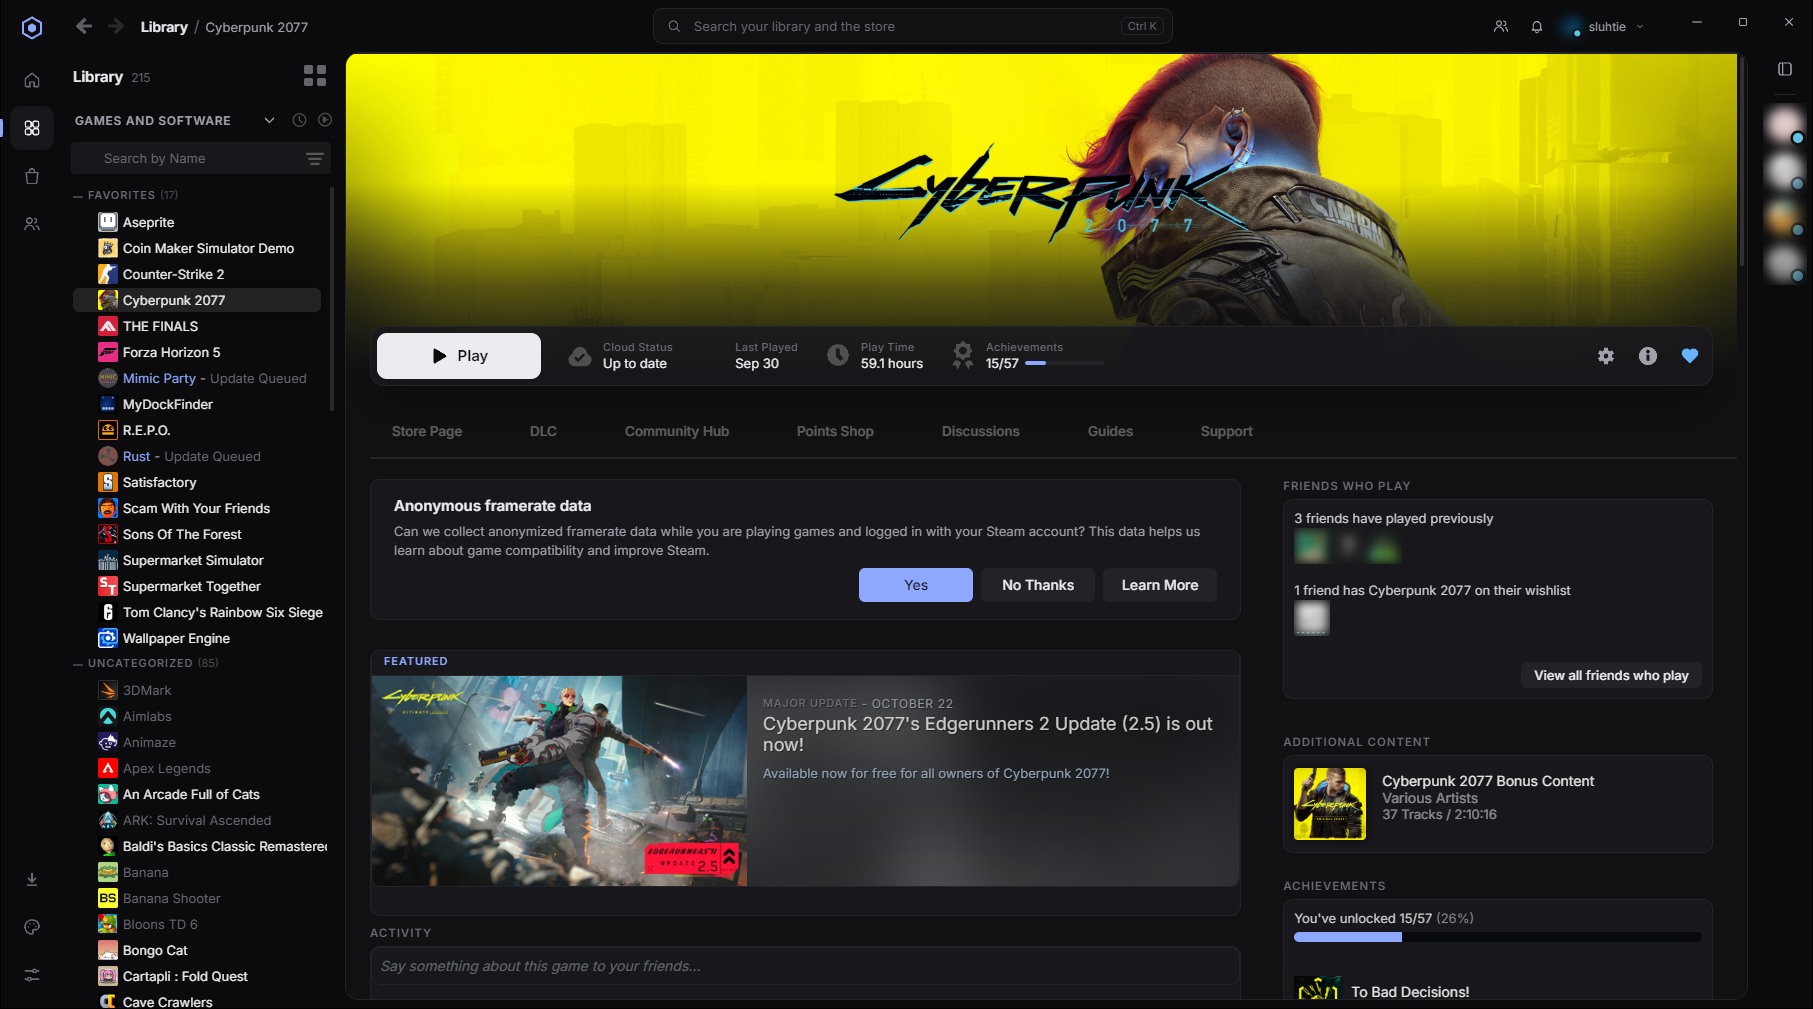 Library / Cyberpunk 2077
Search your library and the store
Ctrl K
sluhtie
Library 215
GAMES AND SOFTWARE
Search by Name
— FAVORITES (17)
Aseprite
Coin Maker Simulator Demo
Counter-Strike 2
Cyberpunk 2077
THE FINALS
Forza Horizon 5
Mimic Party - Update Queued
MyDockFinder
R.E.P.O.
Rust - Update Queued
Satisfactory
Scam With Your Friends
Sons Of The Forest
Supermarket Simulator
Supermarket Together
Tom Clancy's Rainbow Six Siege
Wallpaper Engine
— UNCATEGORIZED (85)
3DMark
Aimlabs
Animaze
Apex Legends
An Arcade Full of Cats
ARK: Survival Ascended
Baldi's Basics Classic Remastered
Banana
Banana Shooter
Bloons TD 6
Bongo Cat
Cartapli : Fold Quest
Cave Crawlers
CYBERPUNK
2077
SAMURAI
Play
Cloud Status
Up to date
Last Played
Sep 30
Play Time
59.1 hours
Achievements
15/57
Store Page
DLC
Community Hub
Points Shop
Discussions
Guides
Support
Anonymous framerate data
Can we collect anonymized framerate data while you are playing games and logged in with your Steam account? This data helps us
learn about game compatibility and improve Steam.
Yes
No Thanks
Learn More
FEATURED
CYBERPUNK
ULTIMATE
EDGERUNNERS II
UPDATE 2.5
MAJOR UPDATE - OCTOBER 22
Cyberpunk 2077's Edgerunners 2 Update (2.5) is out
now!
Available now for free for all owners of Cyberpunk 2077!
ACTIVITY
Say something about this game to your friends...
FRIENDS WHO PLAY
3 friends have played previously
1 friend has Cyberpunk 2077 on their wishlist
View all friends who play
ADDITIONAL CONTENT
Cyberpunk
Cyberpunk 2077 Bonus Content
Various Artists
37 Tracks / 2:10:16
ACHIEVEMENTS
You've unlocked 15/57 (26%)
To Bad Decisions!